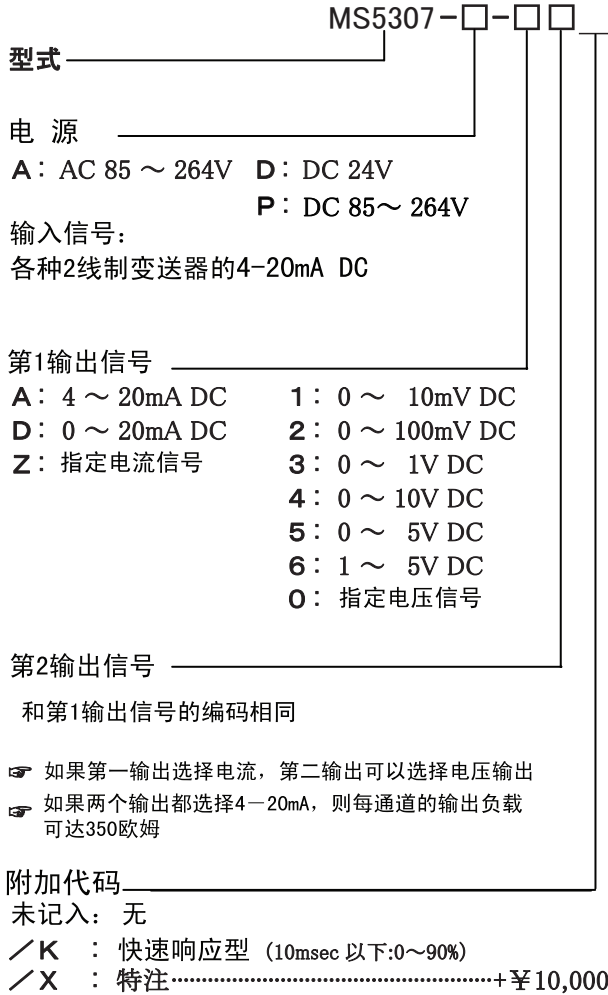 MS5307-□-□□
型式
电 源
A： AC 85 ～ 264V D： DC 24V
P： DC 85～ 264V
输入信号：
各种2线制变送器的4-20mA DC
第1输出信号
A： 4 ～ 20mA DC 1： 0 ～ 10mV DC
D： 0 ～ 20mA DC 2： 0 ～ 100mV DC
Z： 指定电流信号 3： 0 ～ 1V DC
4： 0 ～ 10V DC
5： 0 ～ 5V DC
6： 1 ～ 5V DC
0： 指定电压信号
第2输出信号
和第1输出信号的编码相同
☞ 如果第一输出选择电流，第二输出可以选择电压输出
☞ 如果两个输出都选择4－20mA，则每通道的输出负载
可达350欧姆
附加代码
未记入： 无
／K ： 快速响应型 (10msec 以下:0～90%)
／X ： 特注………………………………………+￥10,000